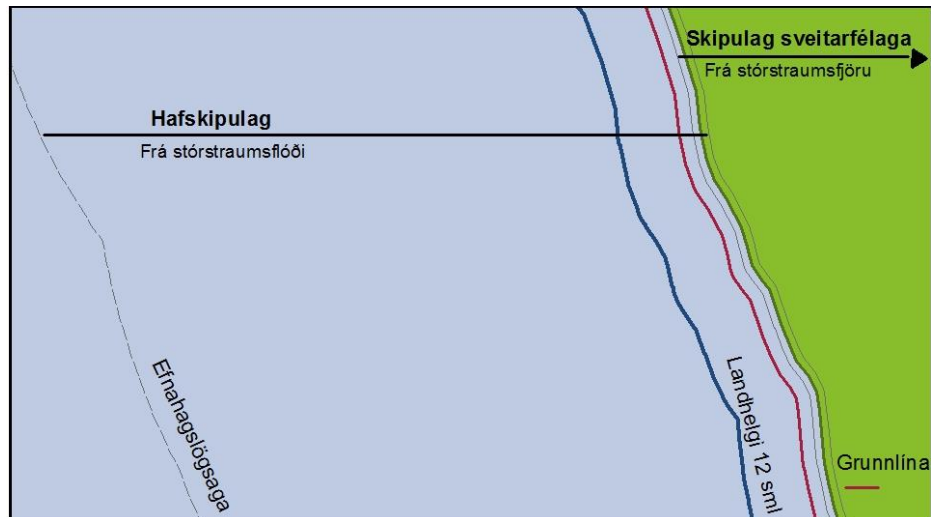 Skipulag sveitarfélaga
Frá stórstraumsfjöru
Hafskipulag
Frá stórstraumsflóði
Efnahagslögsaga
Landhelgi 12 sml
Grunnlína